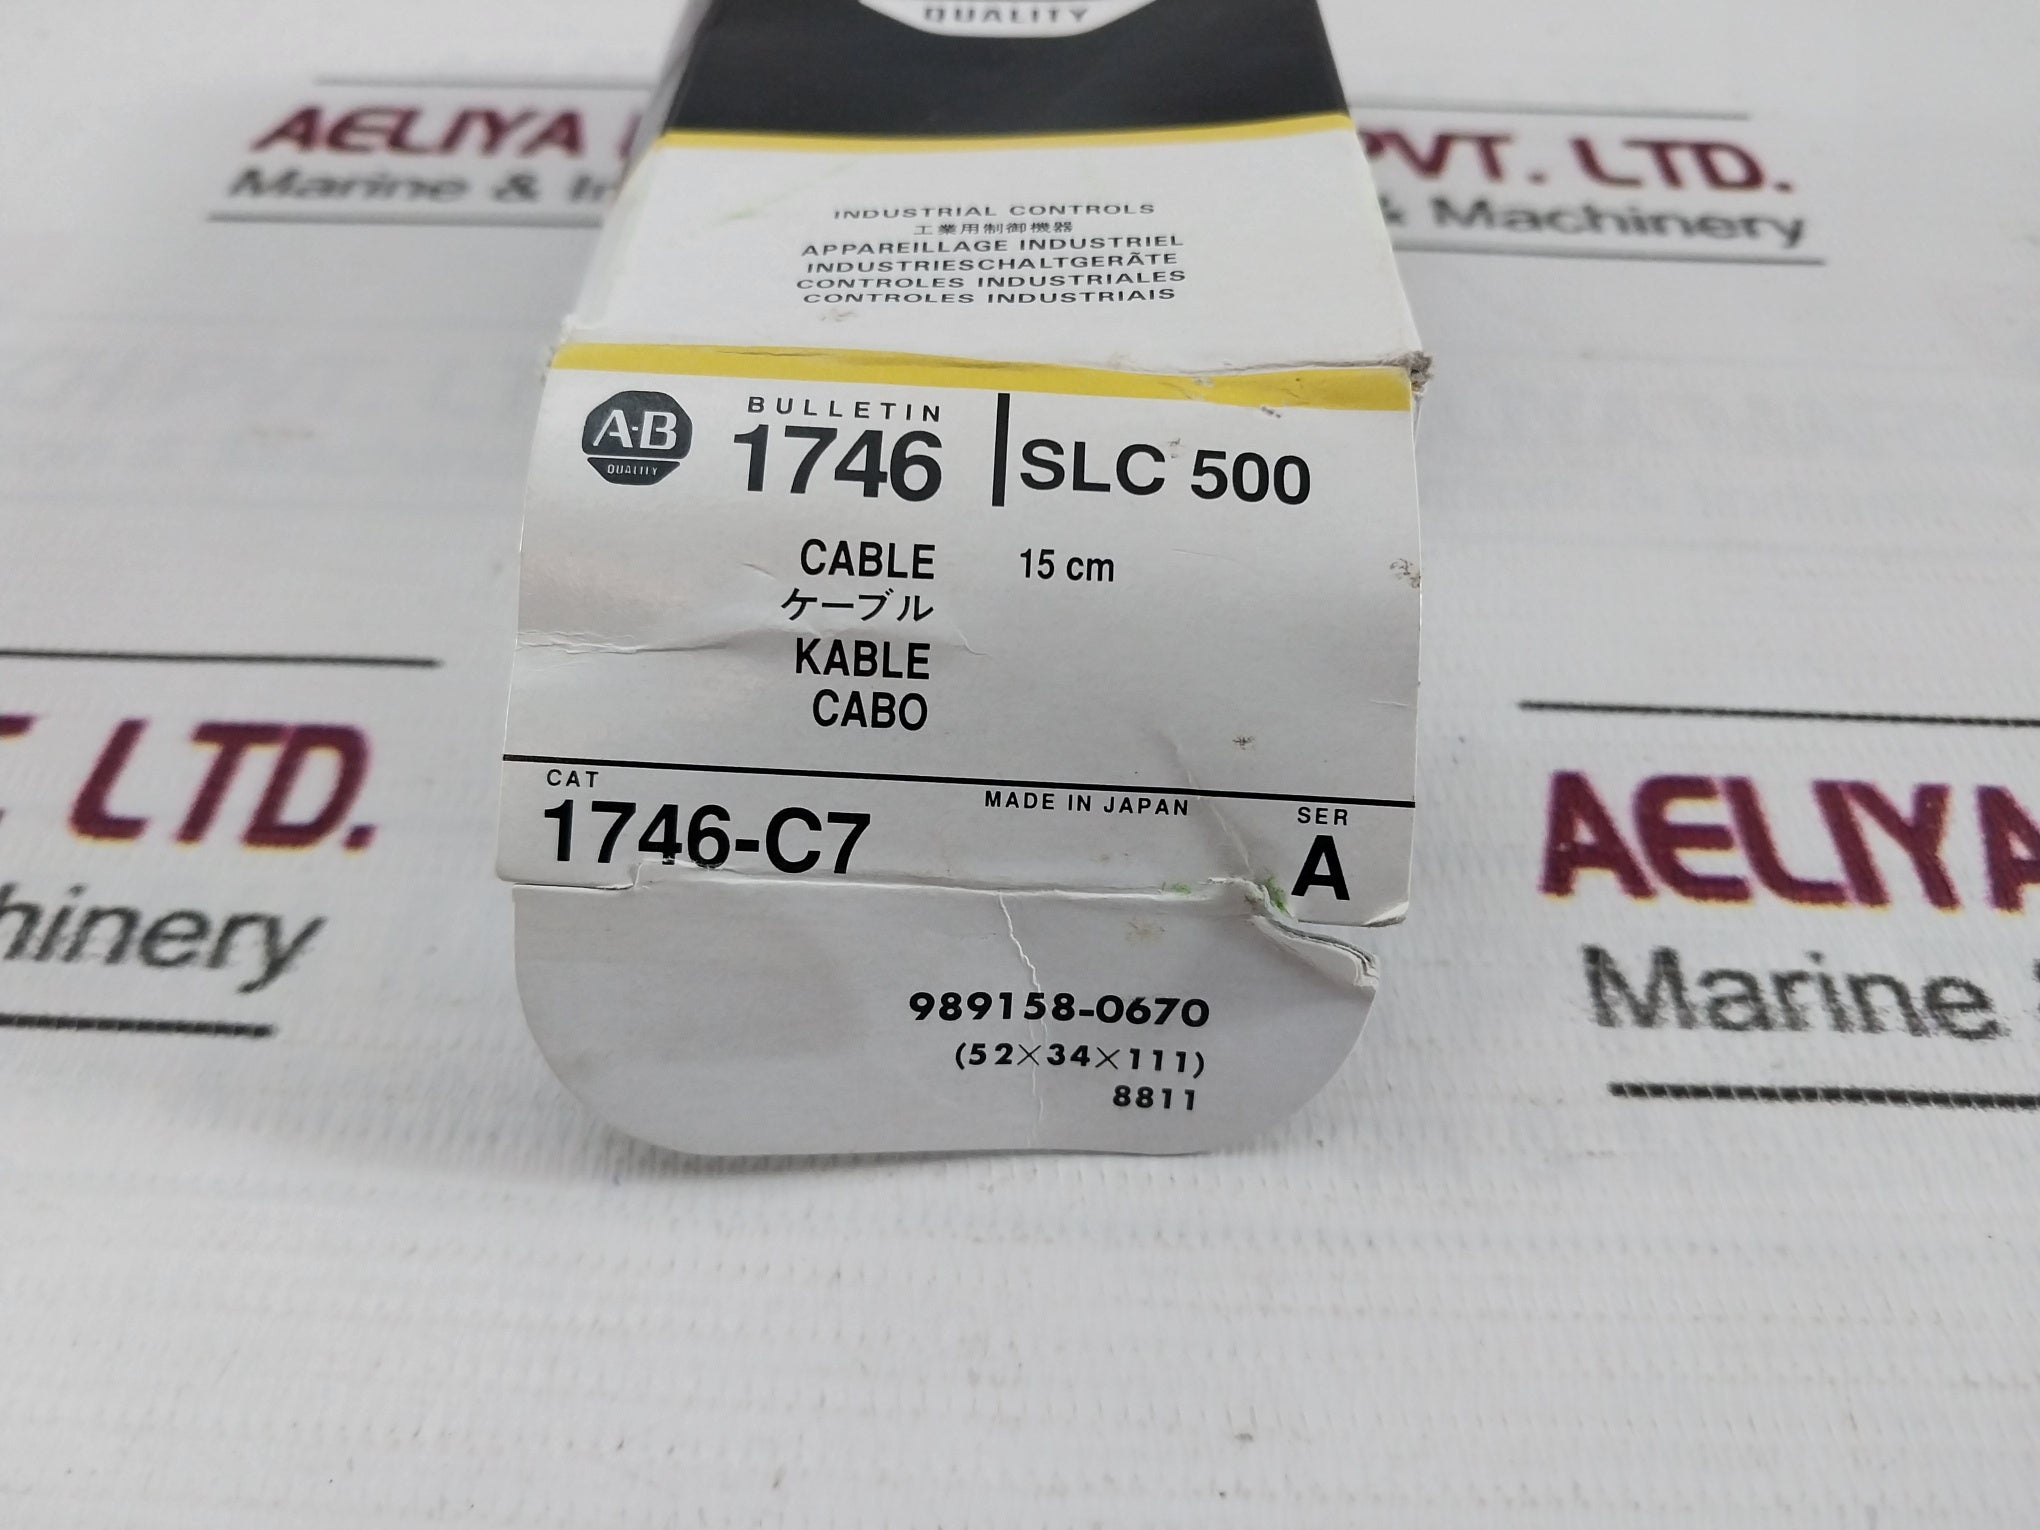 QUALITY
AELIYA
PVT. LTD.
Marine &
& Machinery
INDUSTRIAL CONTROLS
工業用制御機器
APPAREILLAGE INDUSTRIEL
INDUSTRIESCHALTGERÃTE
CONTROLES INDUSTRIALES
CONTROLES INDUSTRIAIS
A-B
QUALITY
BULLETIN
1746
SLC 500
CABLE 15 cm
ケーブル
KABLE
CABO
CAT
1746-C7
MADE IN JAPAN
SER
A
LTD.
hinery
AELIYA
Marine
989158-0670
(52×34×111)
8811